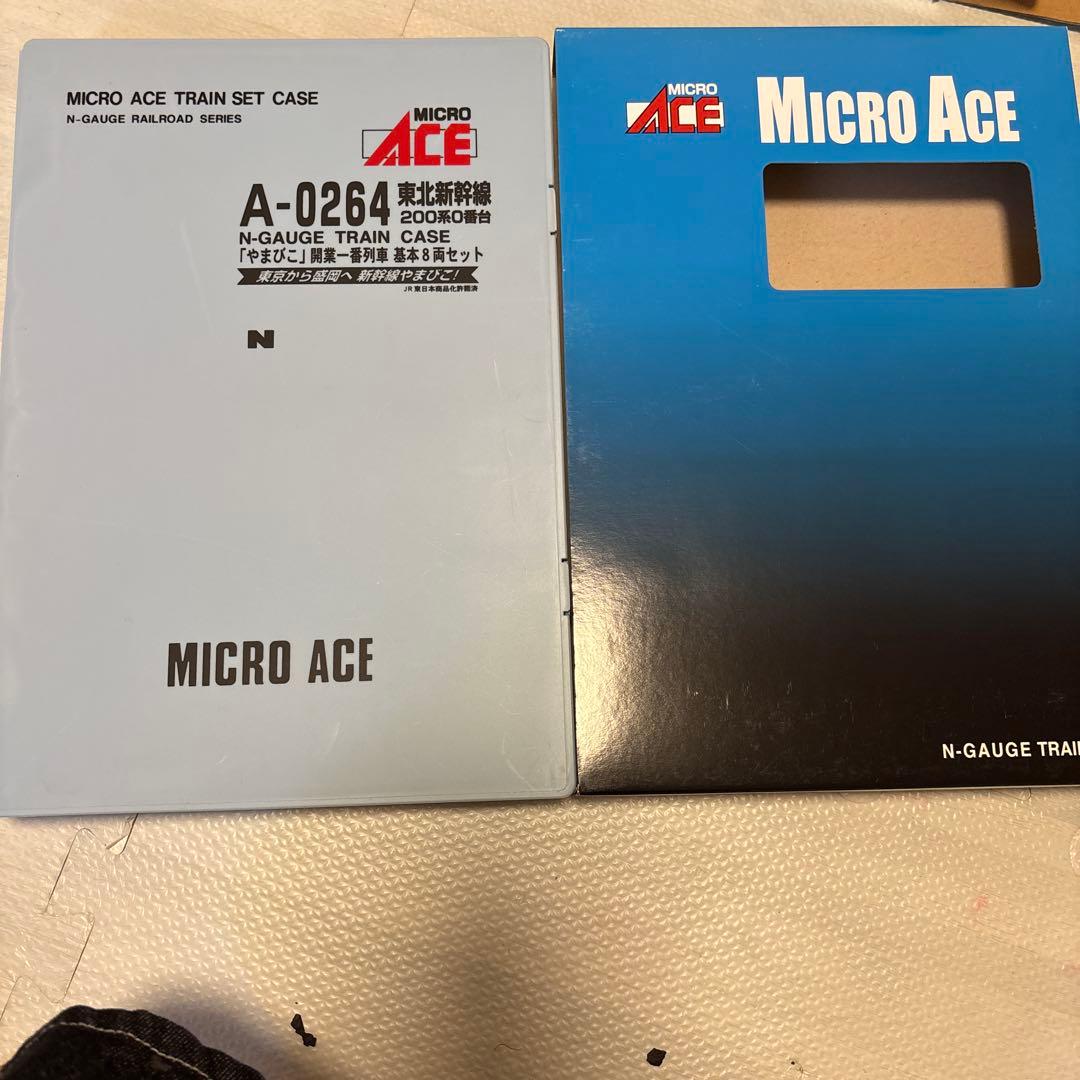 MICRO ACE TRAIN SET CASE
N-GAUGE RAILROAD SERIES
MICRO
ACE
A-0264 東北新幹線
200系0番台
N-GAUGE TRAIN CASE
「やまびこ」開業一番列車 基本8両セット
東京から盛岡へ 新幹線やまびこ!
JR東日本商品化許諾済
N
MICRO ACE
MICRO
ACE
MICRO ACE
N-GAUGE TRAI